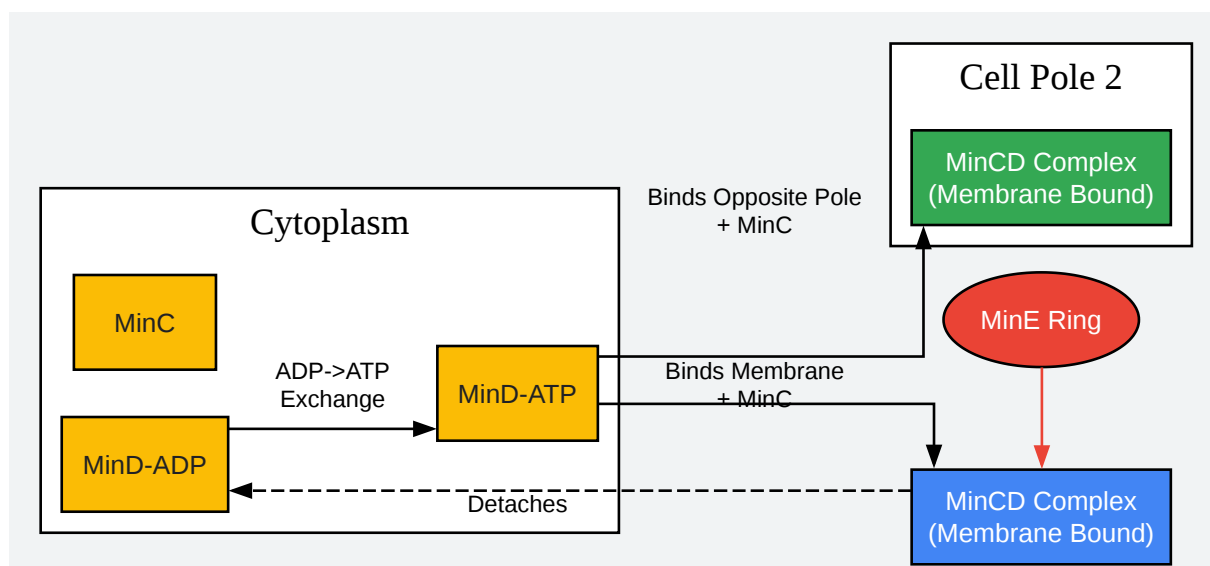 Cell Pole 2
MinCD Complex
(Membrane Bound)
Binds Opposite Pole
+ MinC
Cytoplasm
MinC
MinE Ring
ADP->ATP
Exchange
MinD-ATP
Binds Membrane
+ MinC
MinD-ADP
Detaches
MinCD Complex
(Membrane Bound)